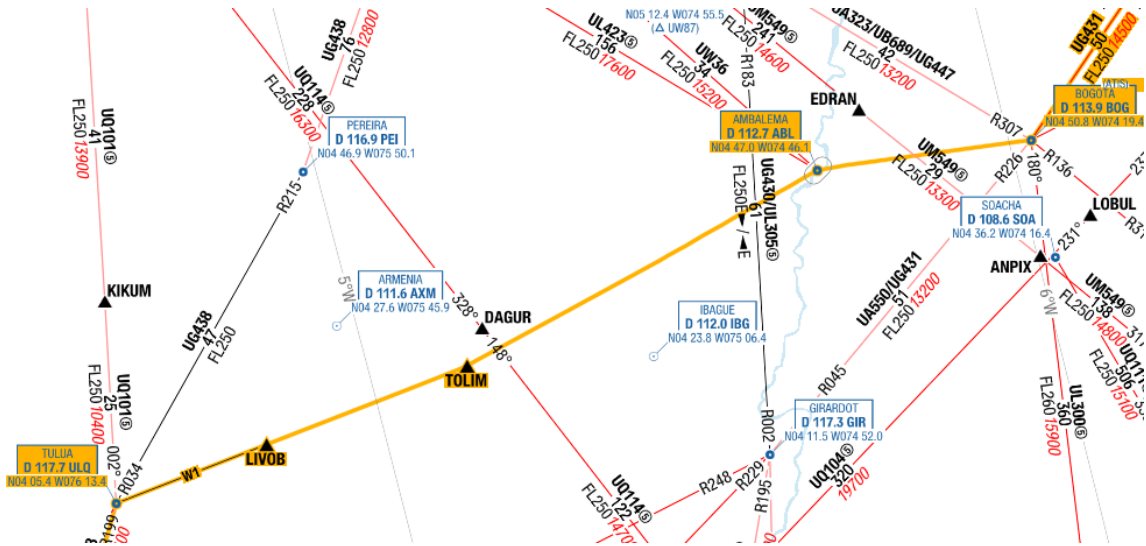 UG438
76
FL250 12800
UQ114⑤
228
FL250 16300
UL423⑤
156
FL250 17600
N05 12.4 W074 55.5
(△ UW87)
UW36
34
FL250 15200
UM549⑤
241
FL250 14600
R183
UA323/UB689/UG447
42
FL250 13200
UG431
50
FL250 14500
BOGOTA
D 113.9 BOG
N04 50.8 W074 19.4
EDRAN
AMBALEMA
D 112.7 ABL
N04 47.0 W074 46.1
PEREIRA
D 116.9 PEI
N04 46.9 W075 50.1
UQ101⑤
41
FL250 13900
R215
R307
R226
180°
R136
UM549⑤
29
FL250 13300
SOACHA
D 108.6 SOA
N04 36.2 W074 16.4
LOBUL
231°
ANPIX
UG430/UL305⑤
61
FL250E
/
E
KIKUM
5°W
ARMENIA
D 111.6 AXM
N04 27.6 W075 45.9
328°
DAGUR
148°
IBAGUE
D 112.0 IBG
N04 23.8 W075 06.4
UA550/UG431
51
FL250 13200
6°W
UM549⑤
138
FL250 14800
317
UG438
47
FL250
TOLIM
R045
UQ101⑤
25
FL250 10400
002°
R034
GIRARDOT
D 117.3 GIR
N04 11.5 W074 52.0
R002
UL300⑤
360
FL260 15900
506
FL250 15100
TULUA
D 117.7 ULQ
N04 05.4 W076 13.4
W1
LIVOB
R248
R229
R195
UQ104⑤
320
19700
UQ114⑤
122
R199